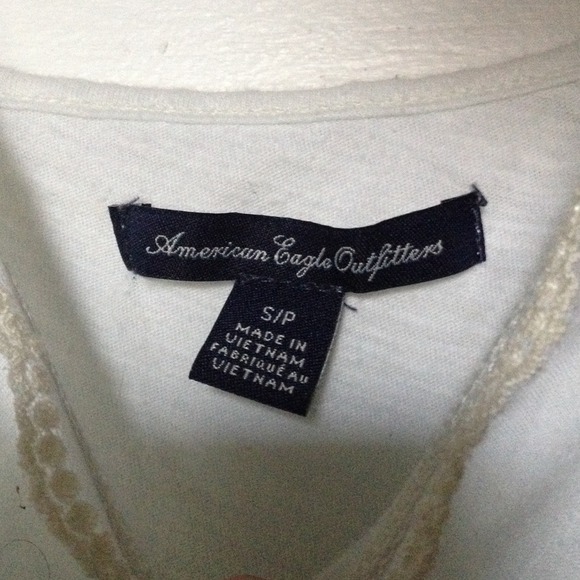 American Eagle Outfitters
S/P
MADE IN
VIETNAM
FABRIQUÉ AU
VIETNAM